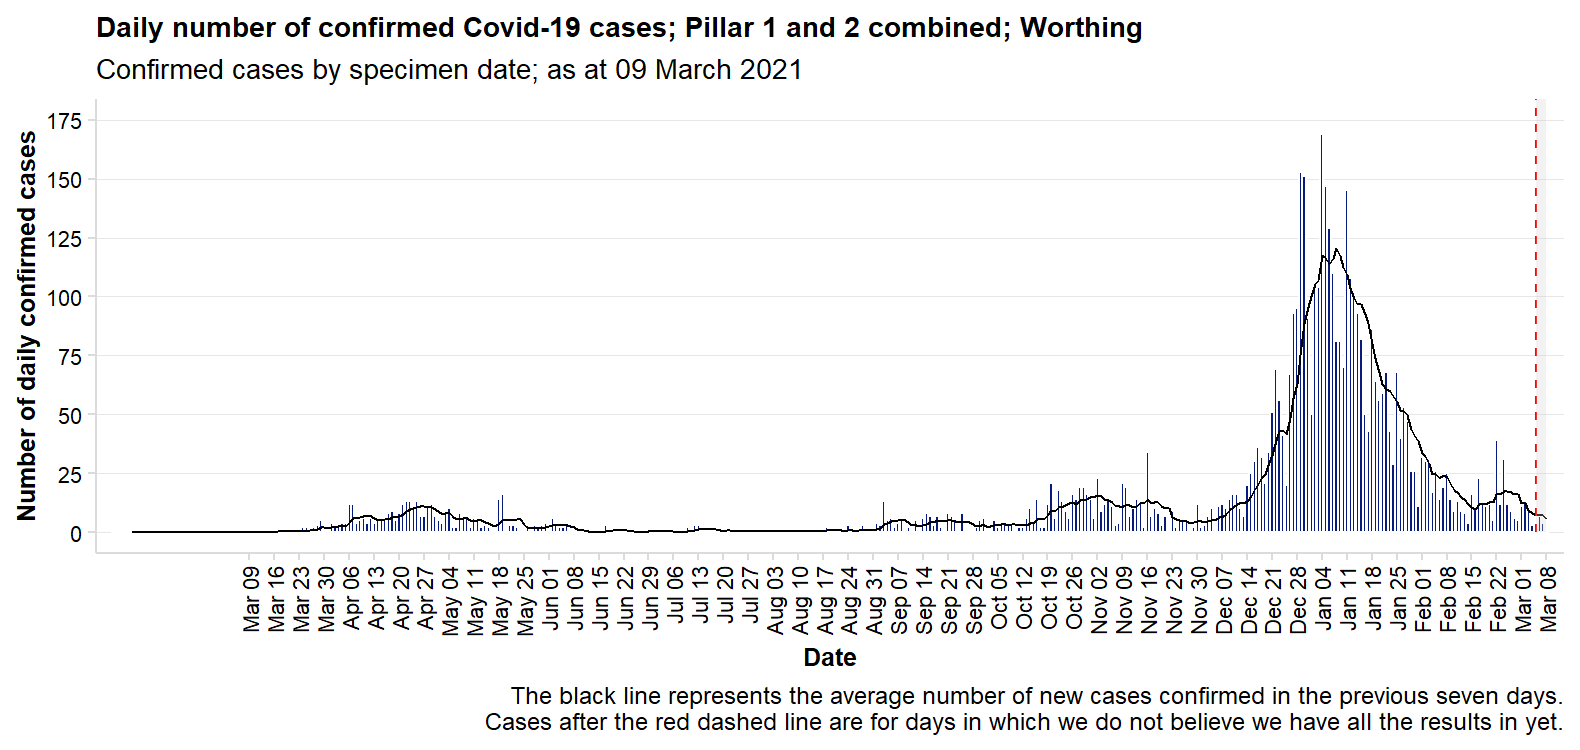 Daily number of confirmed Covid-19 cases; Pillar 1 and 2 combined; Worthing
Confirmed cases by specimen date; as at 09 March 2021
Number of daily confirmed cases
175
150
125
100
75
50
25
0
Mar 09
Mar 16
Mar 23
Mar 30
Apr 06
Apr 13
Apr 20
Apr 27
May 04
May 11
May 18
May 25
Jun 01
Jun 08
Jun 15
Jun 22
Jun 29
Jul 06
Jul 13
Jul 20
Jul 27
Aug 03
Aug 10
Aug 17
Aug 24
Aug 31
Sep 07
Sep 14
Sep 21
Sep 28
Oct 05
Oct 12
Oct 19
Oct 26
Nov 02
Nov 09
Nov 16
Nov 23
Nov 30
Dec 07
Dec 14
Dec 21
Dec 28
Jan 04
Jan 11
Jan 18
Jan 25
Feb 01
Feb 08
Feb 15
Feb 22
Mar 01
Mar 08
Date
The black line represents the average number of new cases confirmed in the previous seven days.
Cases after the red dashed line are for days in which we do not believe we have all the results in yet.